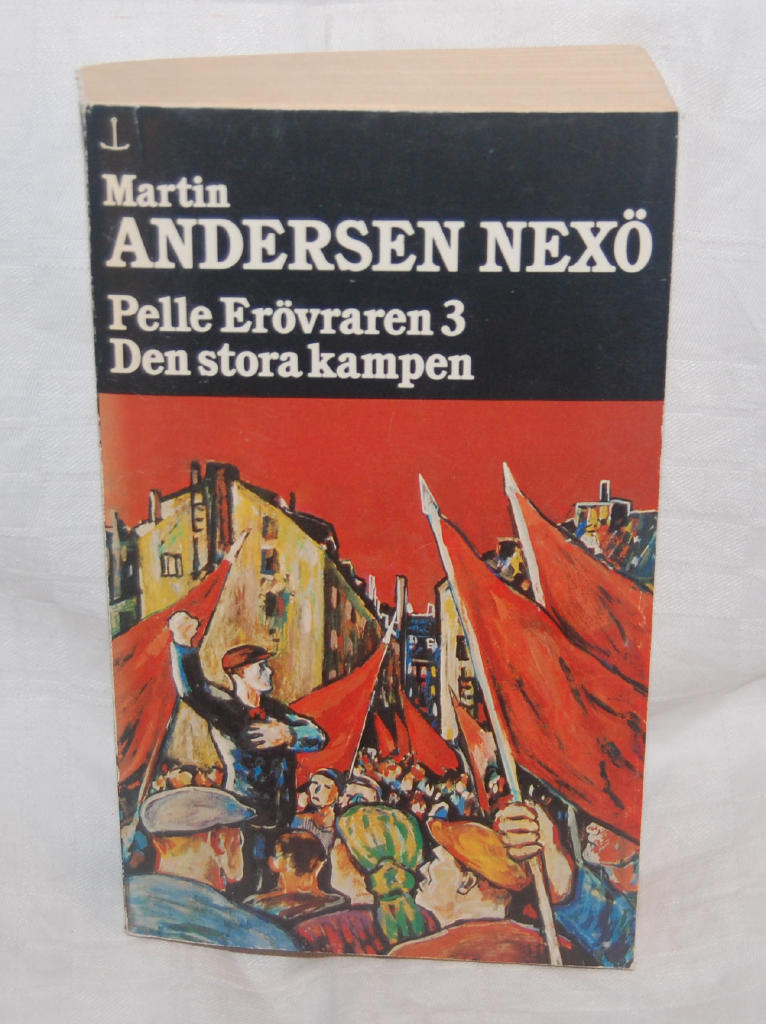 Martin
ANDERSEN NEXÖ
Pelle Erövraren 3
Den stora kampen